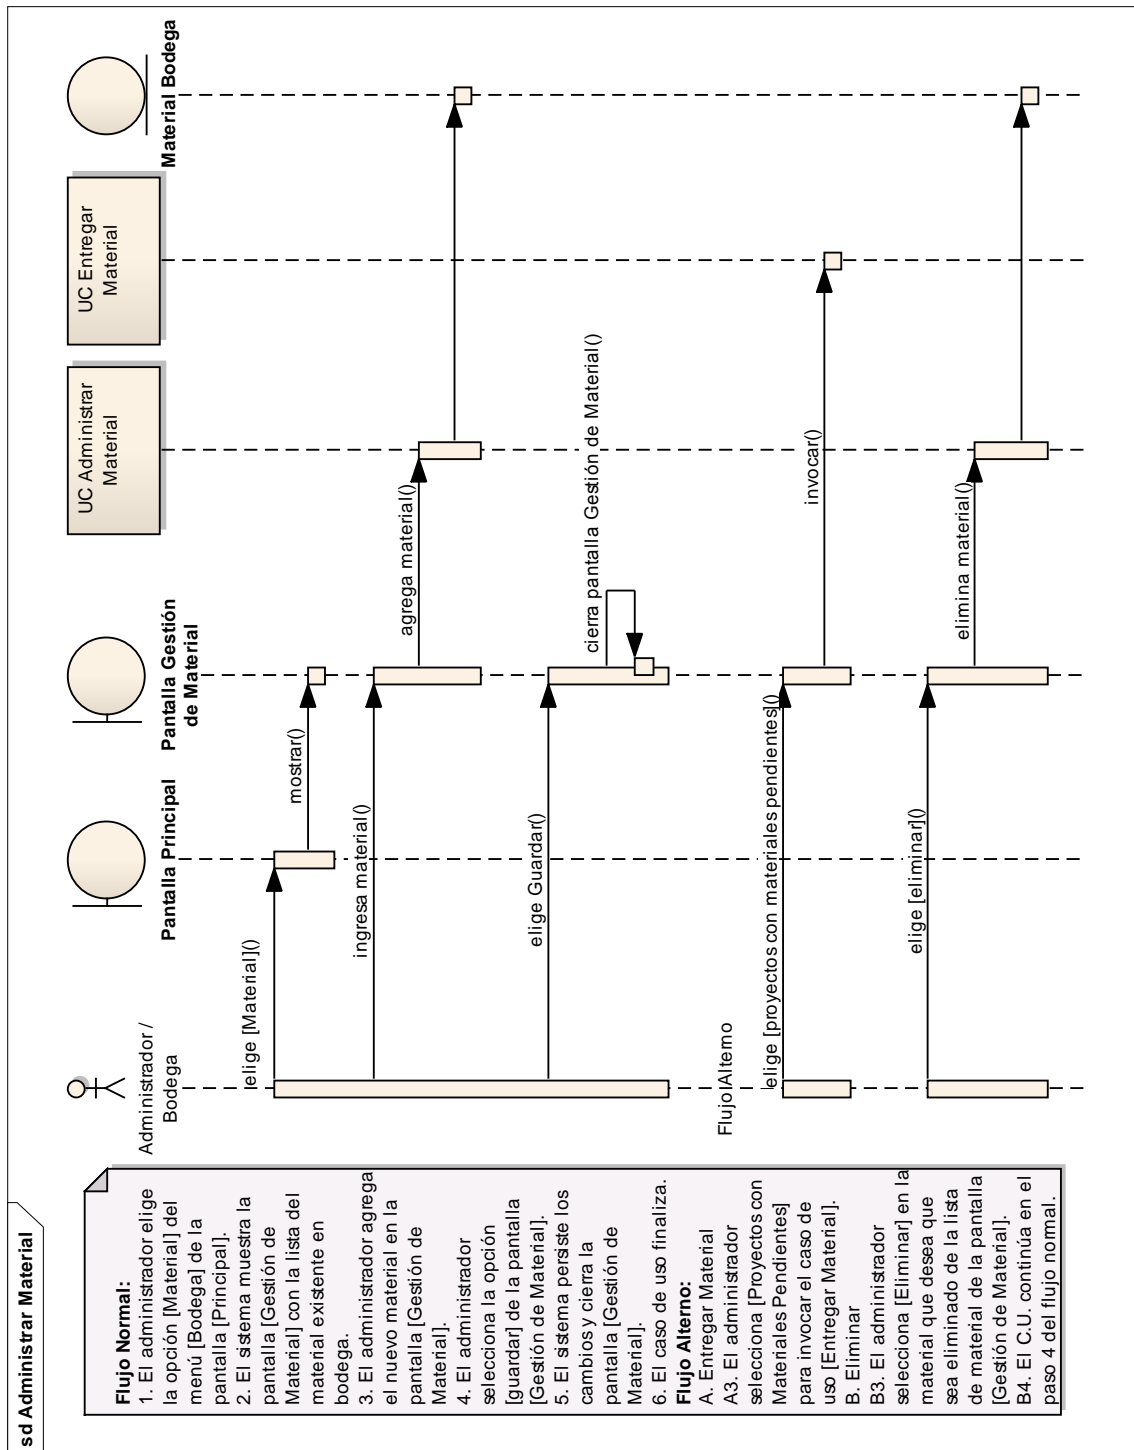 sd Administrar Material
Flujo Normal:
1. El administrador elige
la opción [Material] del
menú [Bodega] de la
pantalla [Principal].
2. El sistema muestra la
pantalla [Gestión de
Material] con la lista del
material existente en
bodega.
3. El administrador agrega
el nuevo material en la
pantalla [Gestión de
Material].
4. El administrador
selecciona la opción
[guardar] de la pantalla
[Gestión de Material].
5. El sistema persiste los
cambios y cierra la
pantalla [Gestión de
Material].
6. El caso de uso finaliza.
Flujo Alterno:
A. Entregar Material
A3. El administrador
selecciona [Proyectos con
Materiales Pendientes]
para invocar el caso de
uso [Entregar Material].
B. Eliminar
B3. El administrador
selecciona [Eliminar] en la
material que desea que
sea eliminado de la lista
de material de la pantalla
[Gestión de Material].
B4. El C.U. continúa en el
paso 4 del flujo normal.
Administrador /
Bodega
Pantalla Principal
Pantalla Gestión
de Material
UC Administrar
Material
UC Entregar
Material
Material Bodega
elige [Material]()
mostrar()
ingresa material()
agrega material()
elige Guardar()
cierra pantalla Gestión de Material()
Flujo Alterno
elige [proyectos con materiales pendientes]()
invocar()
elige [eliminar]()
elimina material()